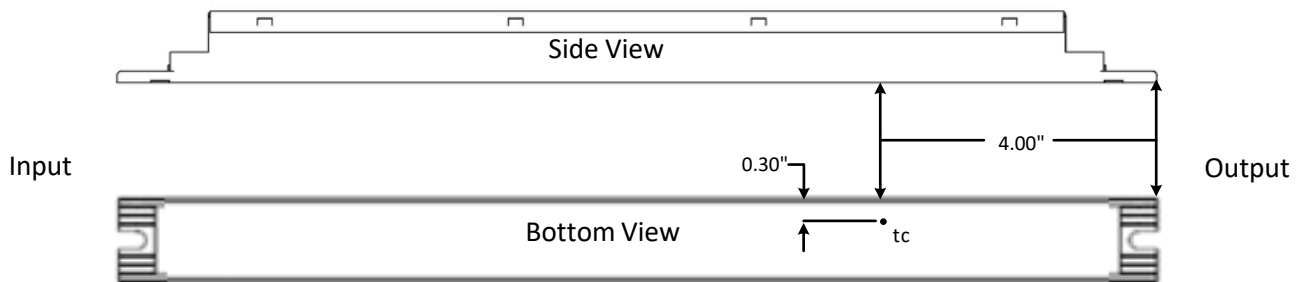 Side View
4.00"
Input
0.30"
Output
Bottom View
tc